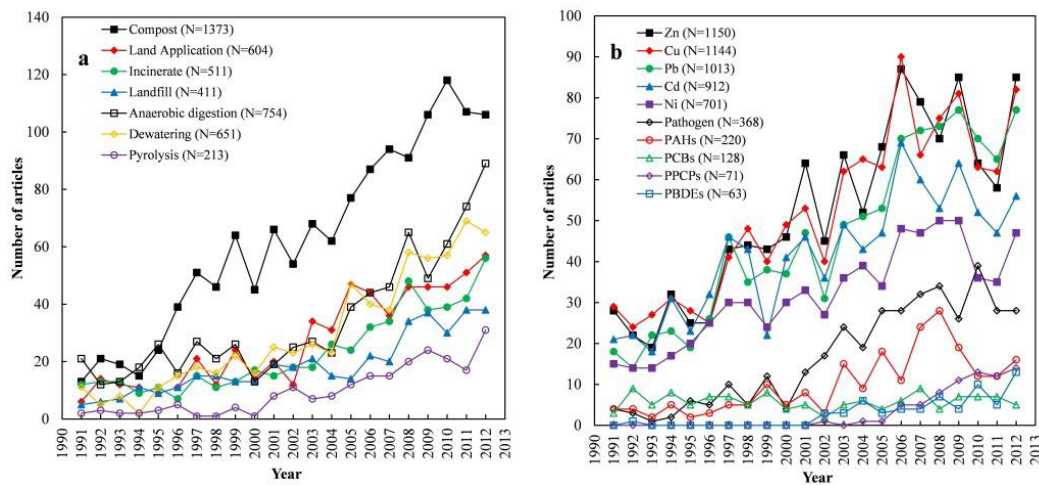 a
Compost (N=1373)
Land Application (N=604)
Incinerate (N=511)
Landfill (N=411)
Anaerobic digestion (N=754)
Dewatering (N=651)
Pyrolysis (N=213)
Number of articles
140
120
100
80
60
40
20
0
1990
1991
1992
1993
1994
1995
1996
1997
1998
1999
2000
2001
2002
2003
2004
2005
2006
2007
2008
2009
2010
2011
2012
2013
Year
b
Zn (N=1150)
Cu (N=1144)
Pb (N=1013)
Cd (N=912)
Ni (N=701)
Pathogen (N=368)
PAHs (N=220)
PCBs (N=128)
PPCPs (N=71)
PBDEs (N=63)
Number of artiles
100
90
80
70
60
50
40
30
20
10
0
1990
1991
1992
1993
1994
1995
1996
1997
1998
1999
2000
2001
2002
2003
2004
2005
2006
2007
2008
2009
2010
2011
2012
2013
Year